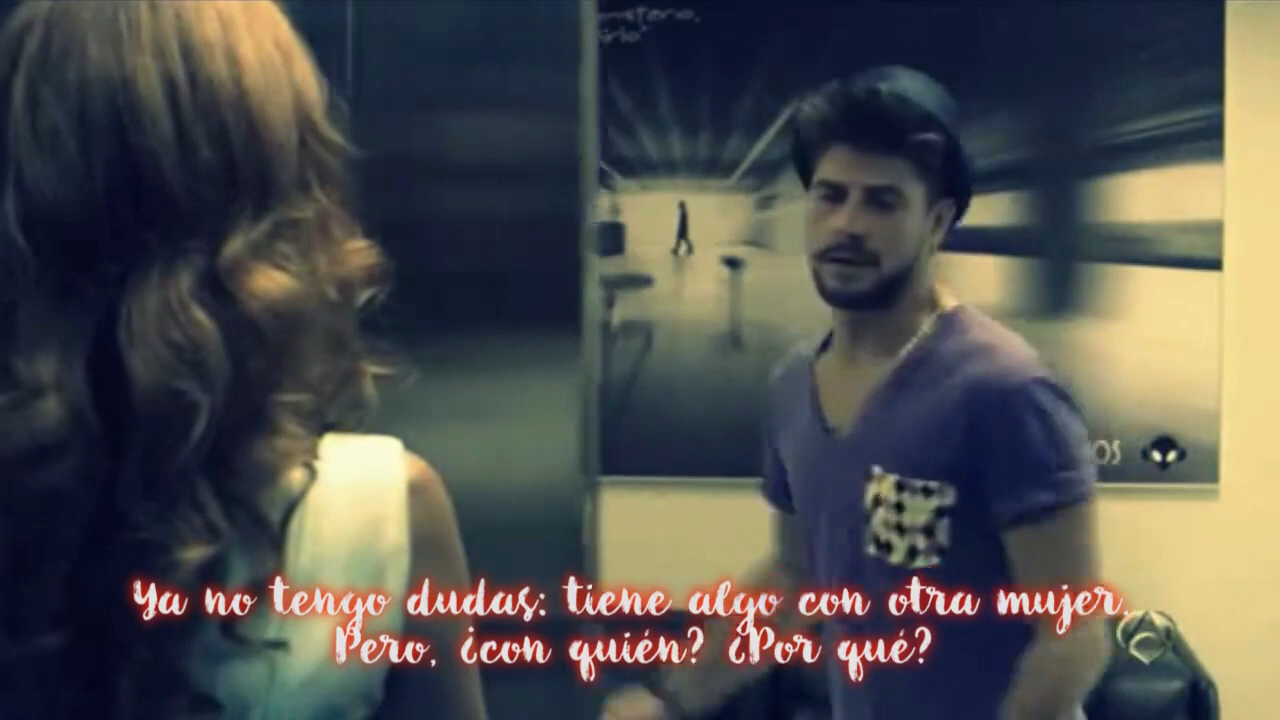 Ya no tengo dudas: tiene algo con otra mujer.
Pero, ¿con quién? ¿Por qué?